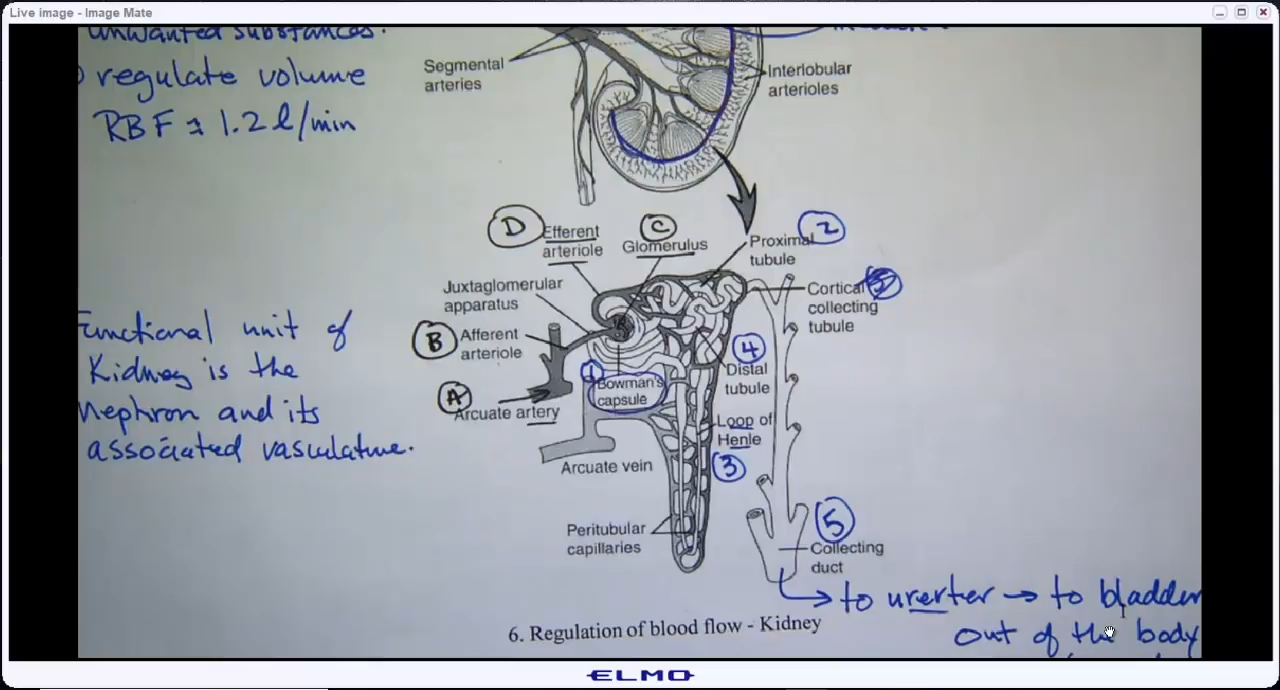 Live image - Image Mate
unwanted substances.
regulate volume
RBF ≈ 1.2 l/min
Segmental
arteries
Interlobular
arterioles
D
Efferent
arteriole
C
Glomerulus
Proximal
tubule
2
Juxtaglomerular
apparatus
Cortical
collecting
tubule
5
B
Afferent
arteriole
Functional unit of
Kidney is the
nephron and its
associated vasculature.
1
Bowman's
capsule
4
Distal
tubule
A
Arcuate artery
Loop of
Henle
3
Arcuate vein
Peritubular
capillaries
5
Collecting
duct
to urerter → to bladder
out of the body
6. Regulation of blood flow - Kidney
ELMO